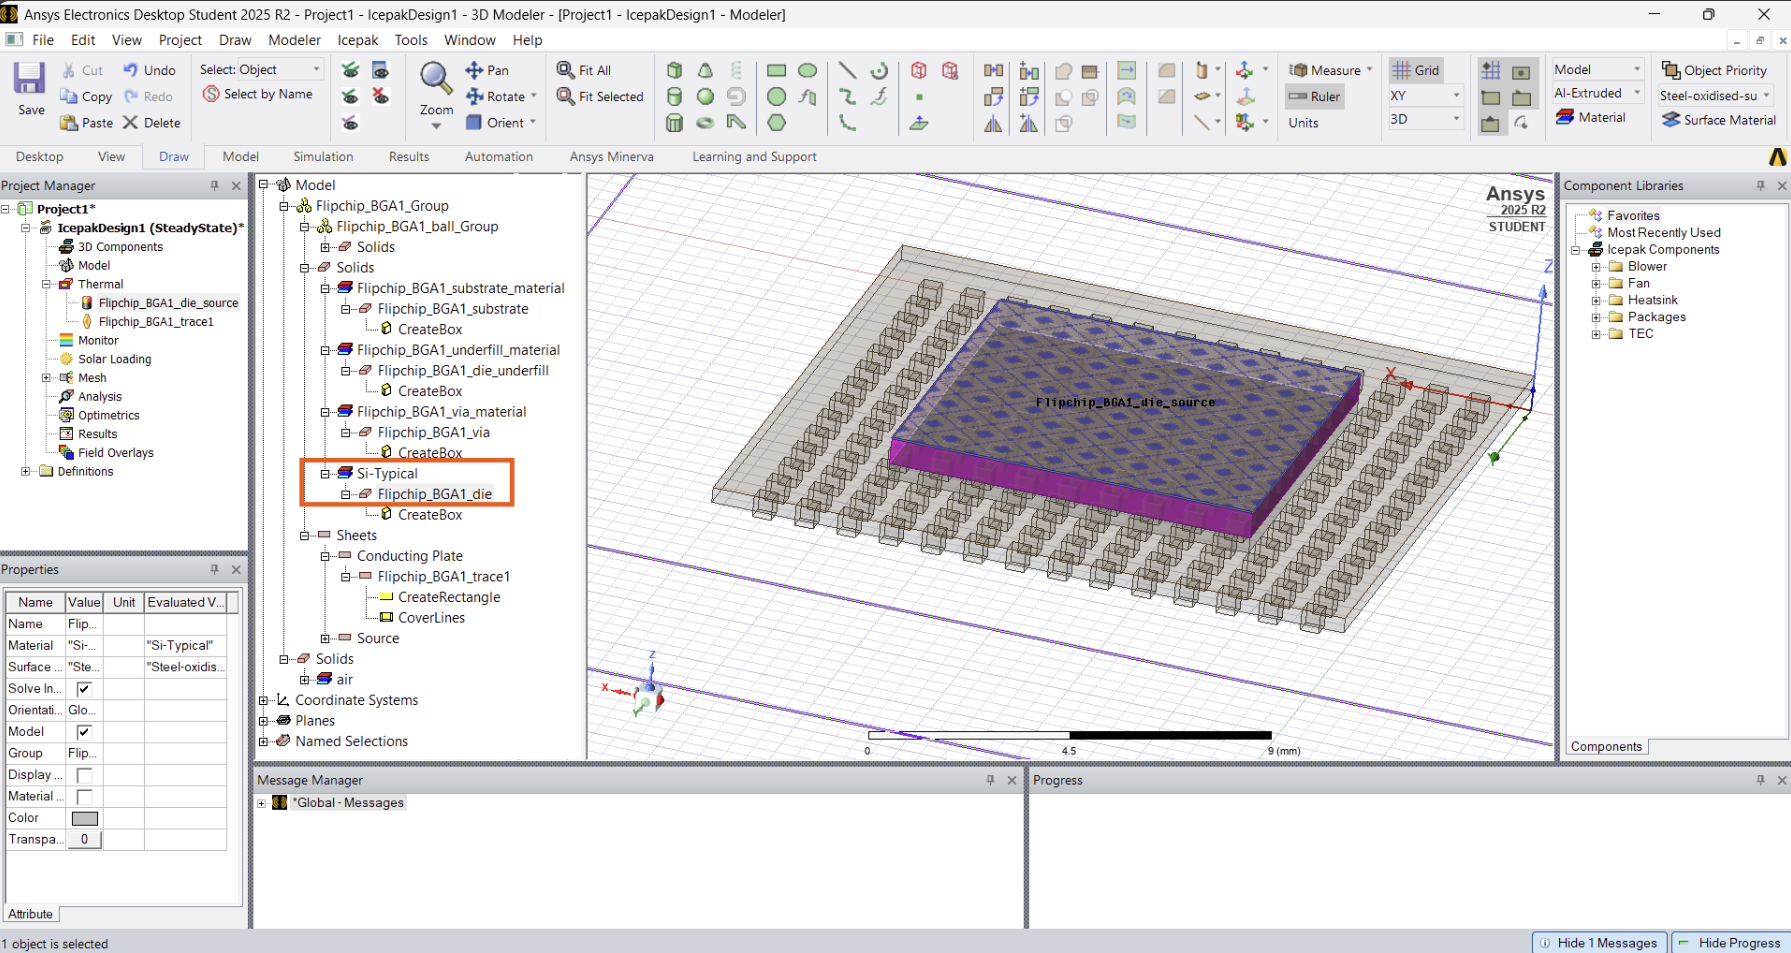 Ansys Electronics Desktop Student 2025 R2 - Project1 - IcepakDesign1 - 3D Modeler - [Project1 - IcepakDesign1 - Modeler]
File Edit View Project Draw Modeler Icepak Tools Window Help
Save
Cut Undo
Copy Redo
Paste Delete
Select: Object
Select by Name
Zoom
Pan
Rotate
Orient
Fit All
Fit Selected
Measure
Ruler
Units
Grid
XY
3D
Model
Al-Extruded
Material
Object Priority
Steel-oxidised-su
Surface Material
Desktop View Draw Model Simulation Results Automation Ansys Minerva Learning and Support
Project Manager
Project1*
IcepakDesign1 (SteadyState)*
3D Components
Model
Thermal
Flipchip_BGA1_die_source
Flipchip_BGA1_trace1
Monitor
Solar Loading
Mesh
Analysis
Optimetrics
Results
Field Overlays
Definitions
Properties
Name Value Unit Evaluated V...
Name Flip...
Material "Si-... "Si-Typical"
Surface ... "Ste... "Steel-oxidis...
Solve In...
Orientati... Glo...
Model
Group Flip...
Display ...
Material ...
Color
Transpa... 0
Attribute
Model
Flipchip_BGA1_Group
Flipchip_BGA1_ball_Group
Solids
Solids
Flipchip_BGA1_substrate_material
Flipchip_BGA1_substrate
CreateBox
Flipchip_BGA1_underfill_material
Flipchip_BGA1_die_underfill
CreateBox
Flipchip_BGA1_via_material
Flipchip_BGA1_via
CreateBox
Si-Typical
Flipchip_BGA1_die
CreateBox
Sheets
Conducting Plate
Flipchip_BGA1_trace1
CreateRectangle
CoverLines
Source
Solids
air
Coordinate Systems
Planes
Named Selections
Ansys
2025 R2
STUDENT
Z
X
Flipchip_BGA1_die_source
Z
X
Y
0 4.5 9 (mm)
Component Libraries
Favorites
Most Recently Used
Icepak Components
Blower
Fan
Heatsink
Packages
TEC
Components
Message Manager
*Global - Messages
Progress
1 object is selected
Hide 1 Messages
Hide Progress